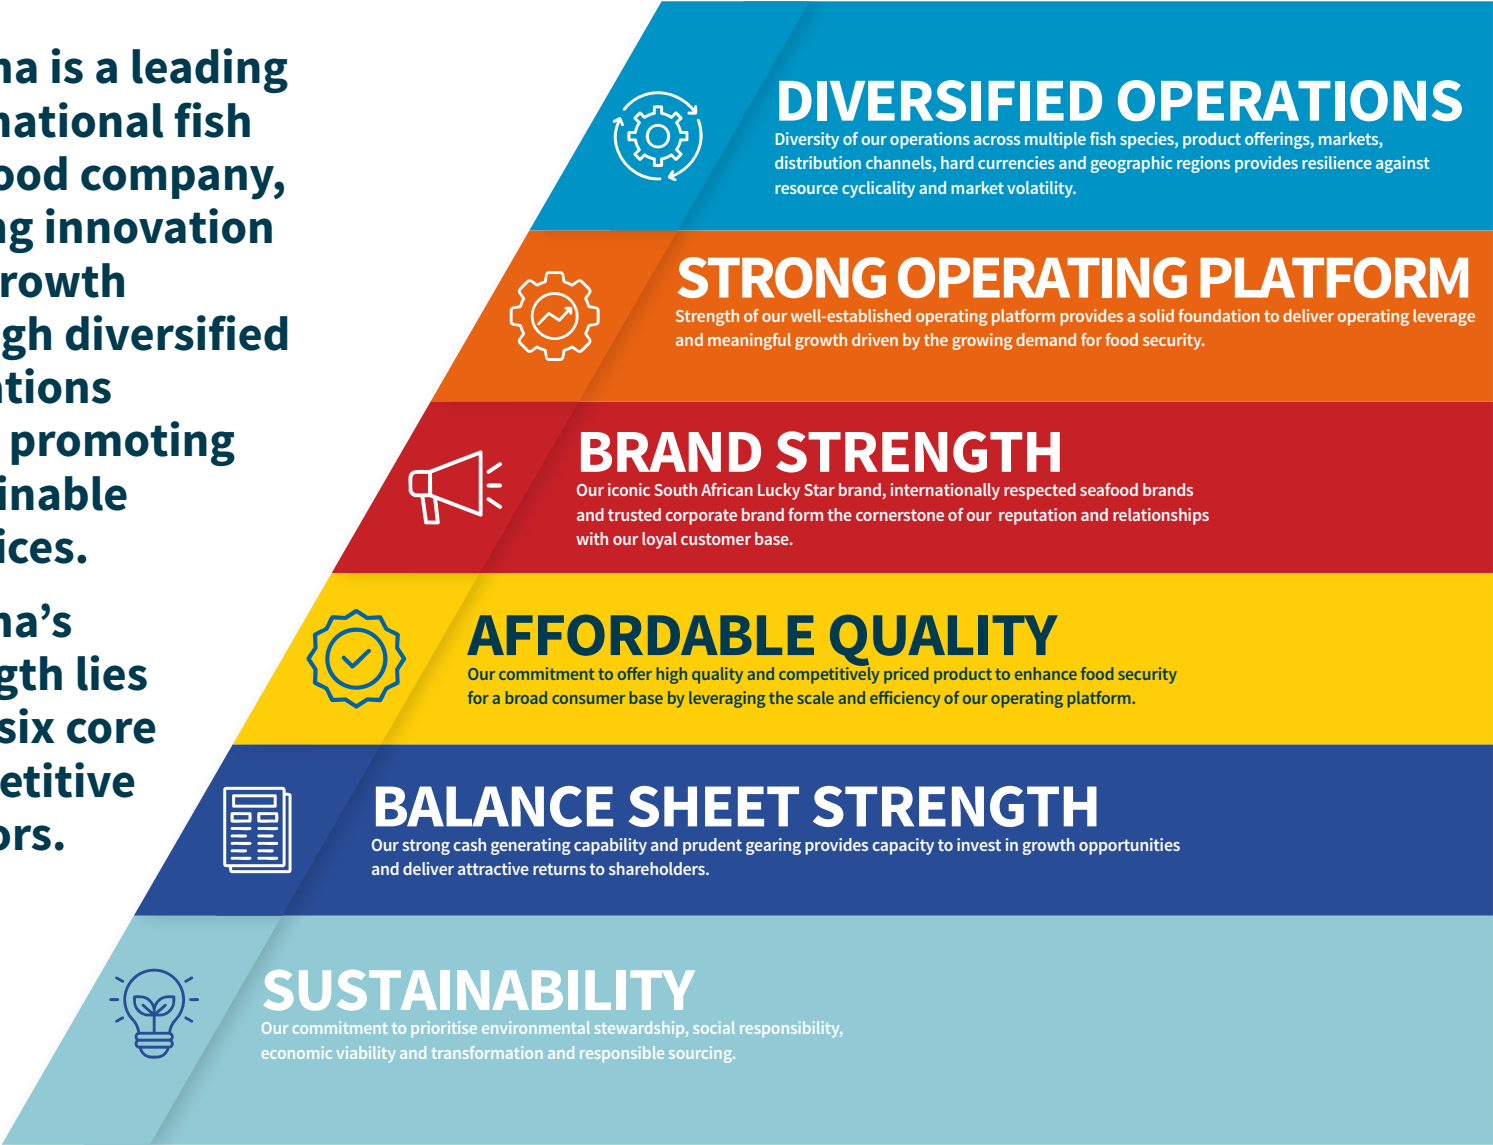 na is a leading
national fish
ood company,
ng innovation
rowth
gh diversified
ations
promoting
inable
ices.
na’s
gth lies
six core
etitive
ors.
DIVERSIFIED OPERATIONS
Diversity of our operations across multiple fish species, product offerings, markets,
distribution channels, hard currencies and geographic regions provides resilience against
resource cyclicality and market volatility.
STRONG OPERATING PLATFORM
Strength of our well-established operating platform provides a solid foundation to deliver operating leverage
and meaningful growth driven by the growing demand for food security.
BRAND STRENGTH
Our iconic South African Lucky Star brand, internationally respected seafood brands
and trusted corporate brand form the cornerstone of our reputation and relationships
with our loyal customer base.
AFFORDABLE QUALITY
Our commitment to offer high quality and competitively priced product to enhance food security
for a broad consumer base by leveraging the scale and efficiency of our operating platform.
BALANCE SHEET STRENGTH
Our strong cash generating capability and prudent gearing provides capacity to invest in growth opportunities
and deliver attractive returns to shareholders.
SUSTAINABILITY
Our commitment to prioritise environmental stewardship, social responsibility,
economic viability and transformation and responsible sourcing.